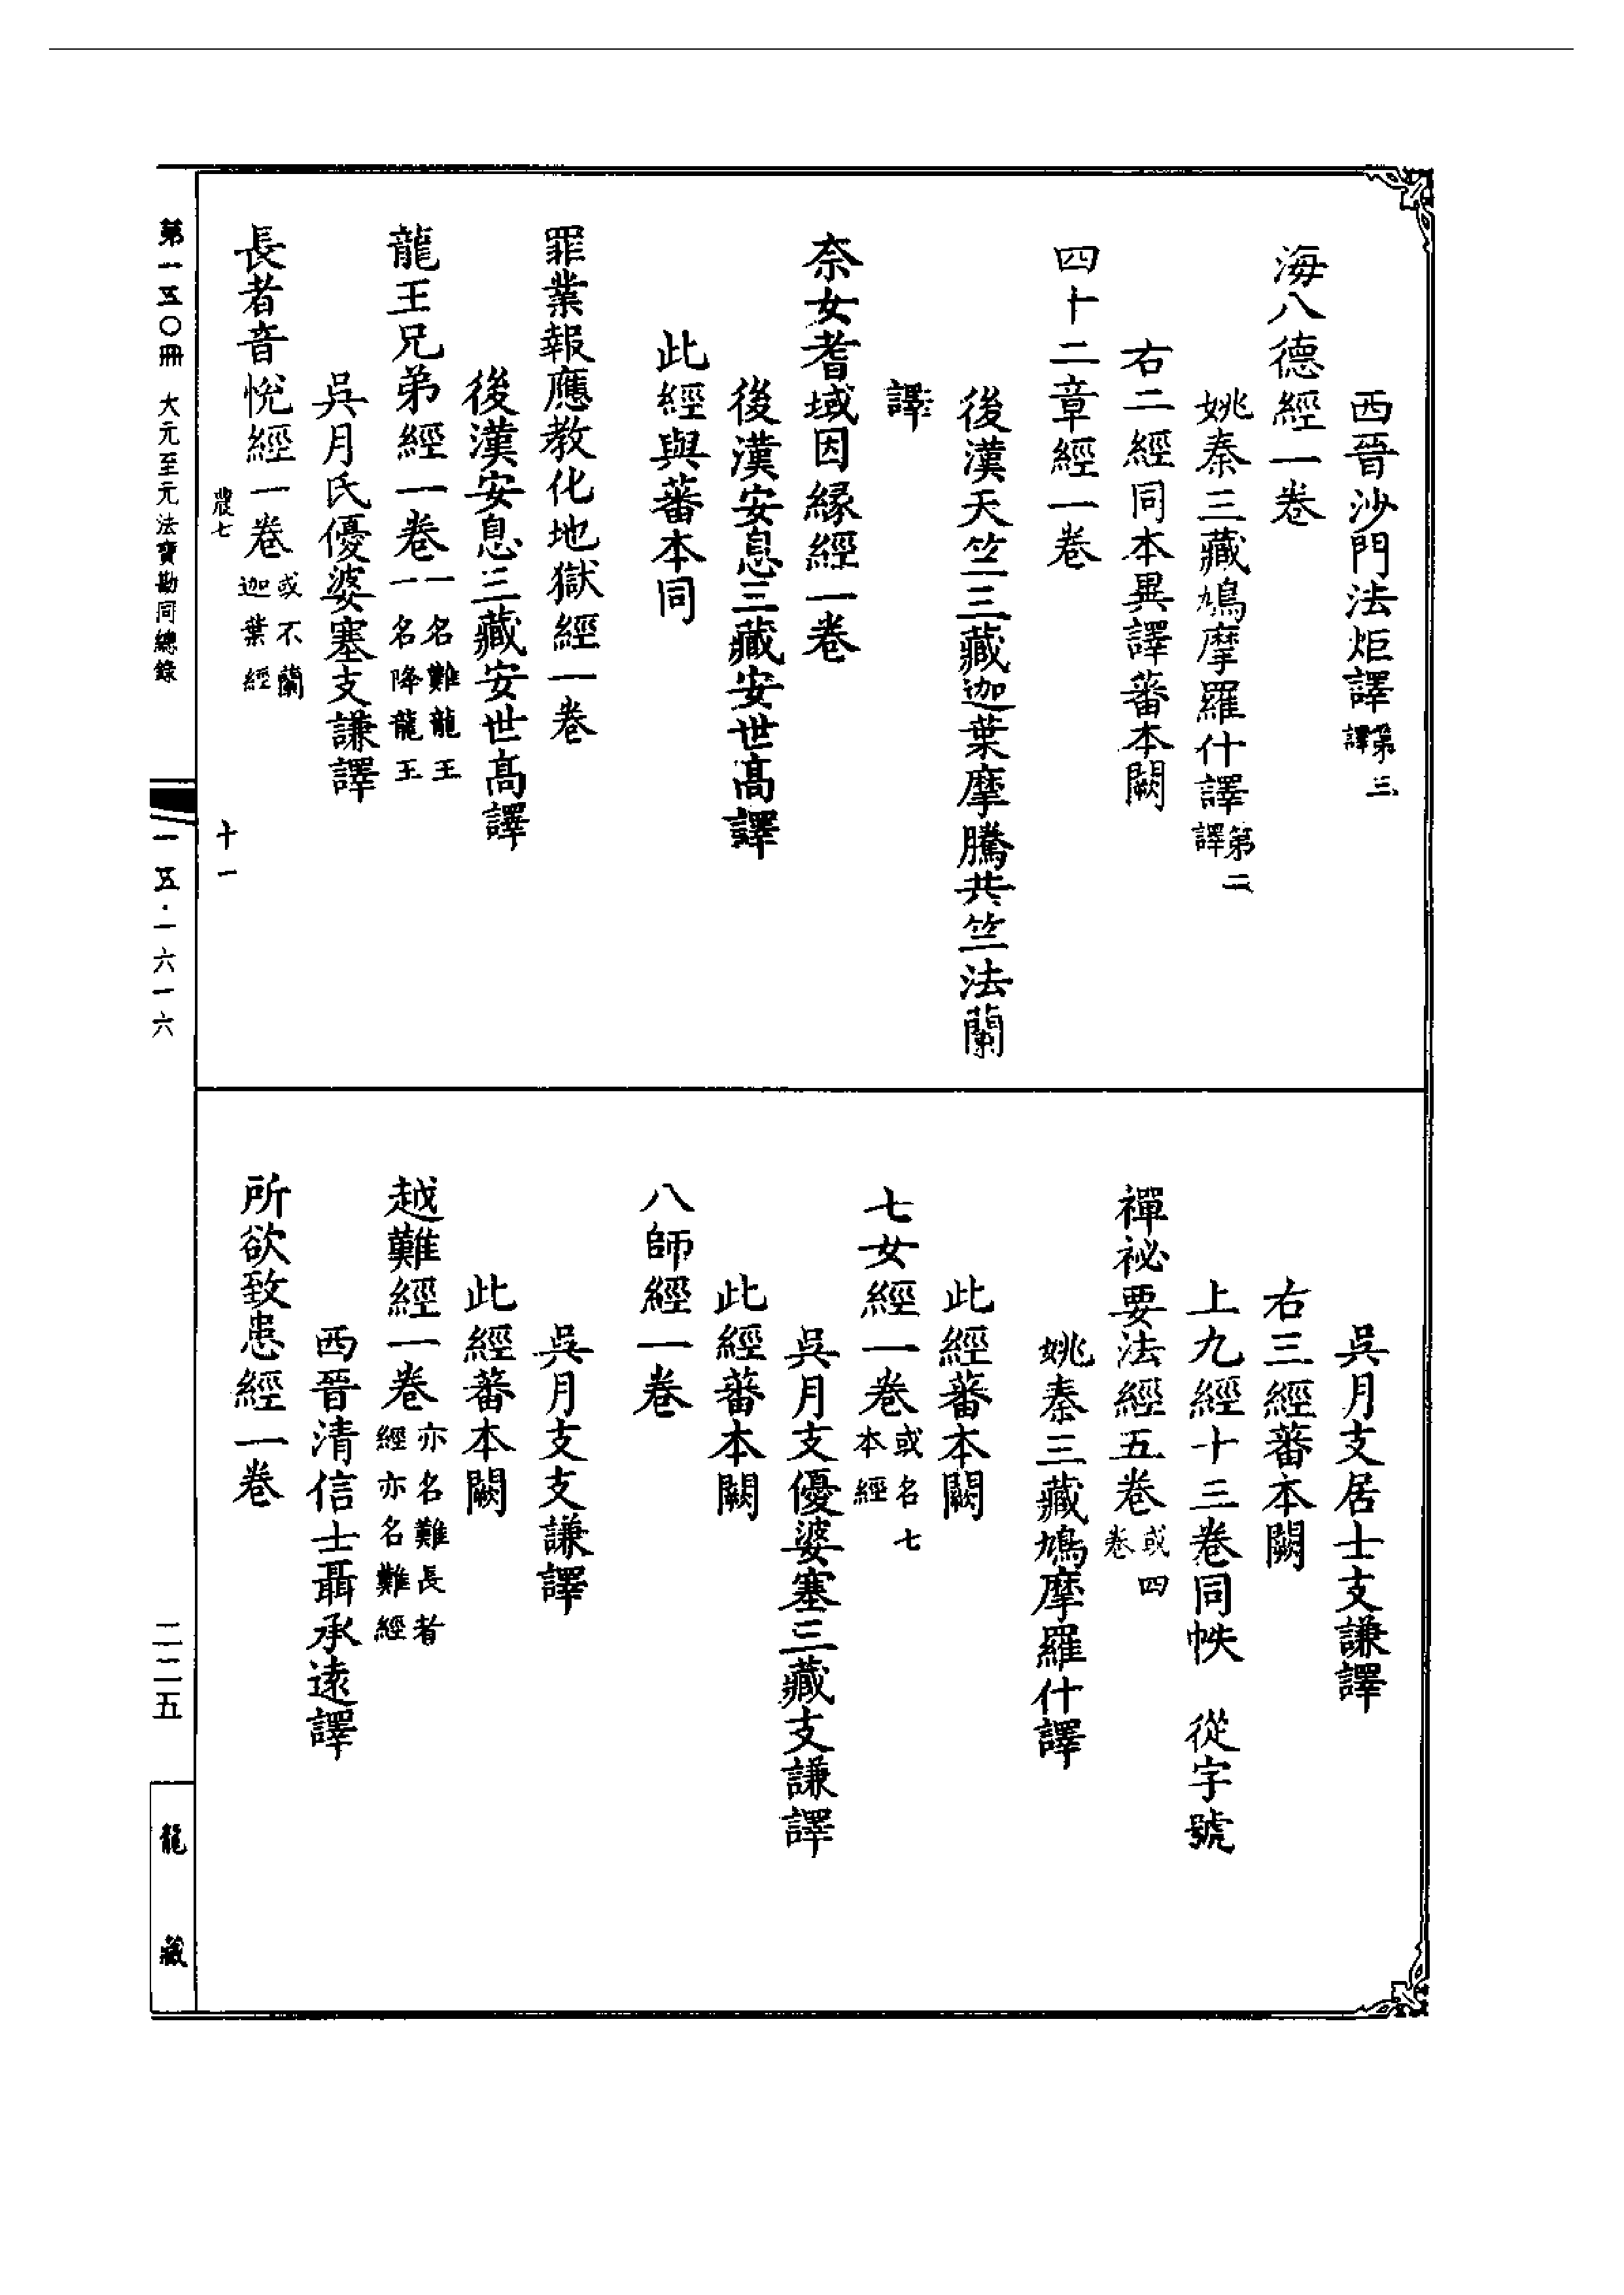 西晉沙門法炬譯第三譯
海八德經一卷
姚秦三藏鳩摩羅什譯第二譯
右二經同本異譯蕃本闕
四十二章經一卷
後漢天竺三藏迦葉摩騰共竺法蘭
譯
柰女耆域因緣經一卷
後漢安息三藏安世高譯
此經與蕃本同
罪業報應教化地獄經一卷
後漢安息三藏安世高譯
龍王兄弟經一卷一名難龍王一名降龍王
吳月氏優婆塞支謙譯
長者音悅經一卷或不蘭迦葉經
農七 十一
吳月支居士支謙譯
右三經蕃本闕
上九經十三卷同帙 從字號
禪祕要法經五卷或四卷
姚秦三藏鳩摩羅什譯
此經蕃本闕
七女經一卷或名七本經
吳月支優婆塞三藏支謙譯
此經蕃本闕
八師經一卷
吳月支支謙譯
此經蕃本闕
越難經一卷亦名難長者經亦名難經
西晉清信士聶承遠譯
所欲致患經一卷
第一五〇冊 大元至元法寶勘同總錄
一五·一六一六
二二五
龍藏